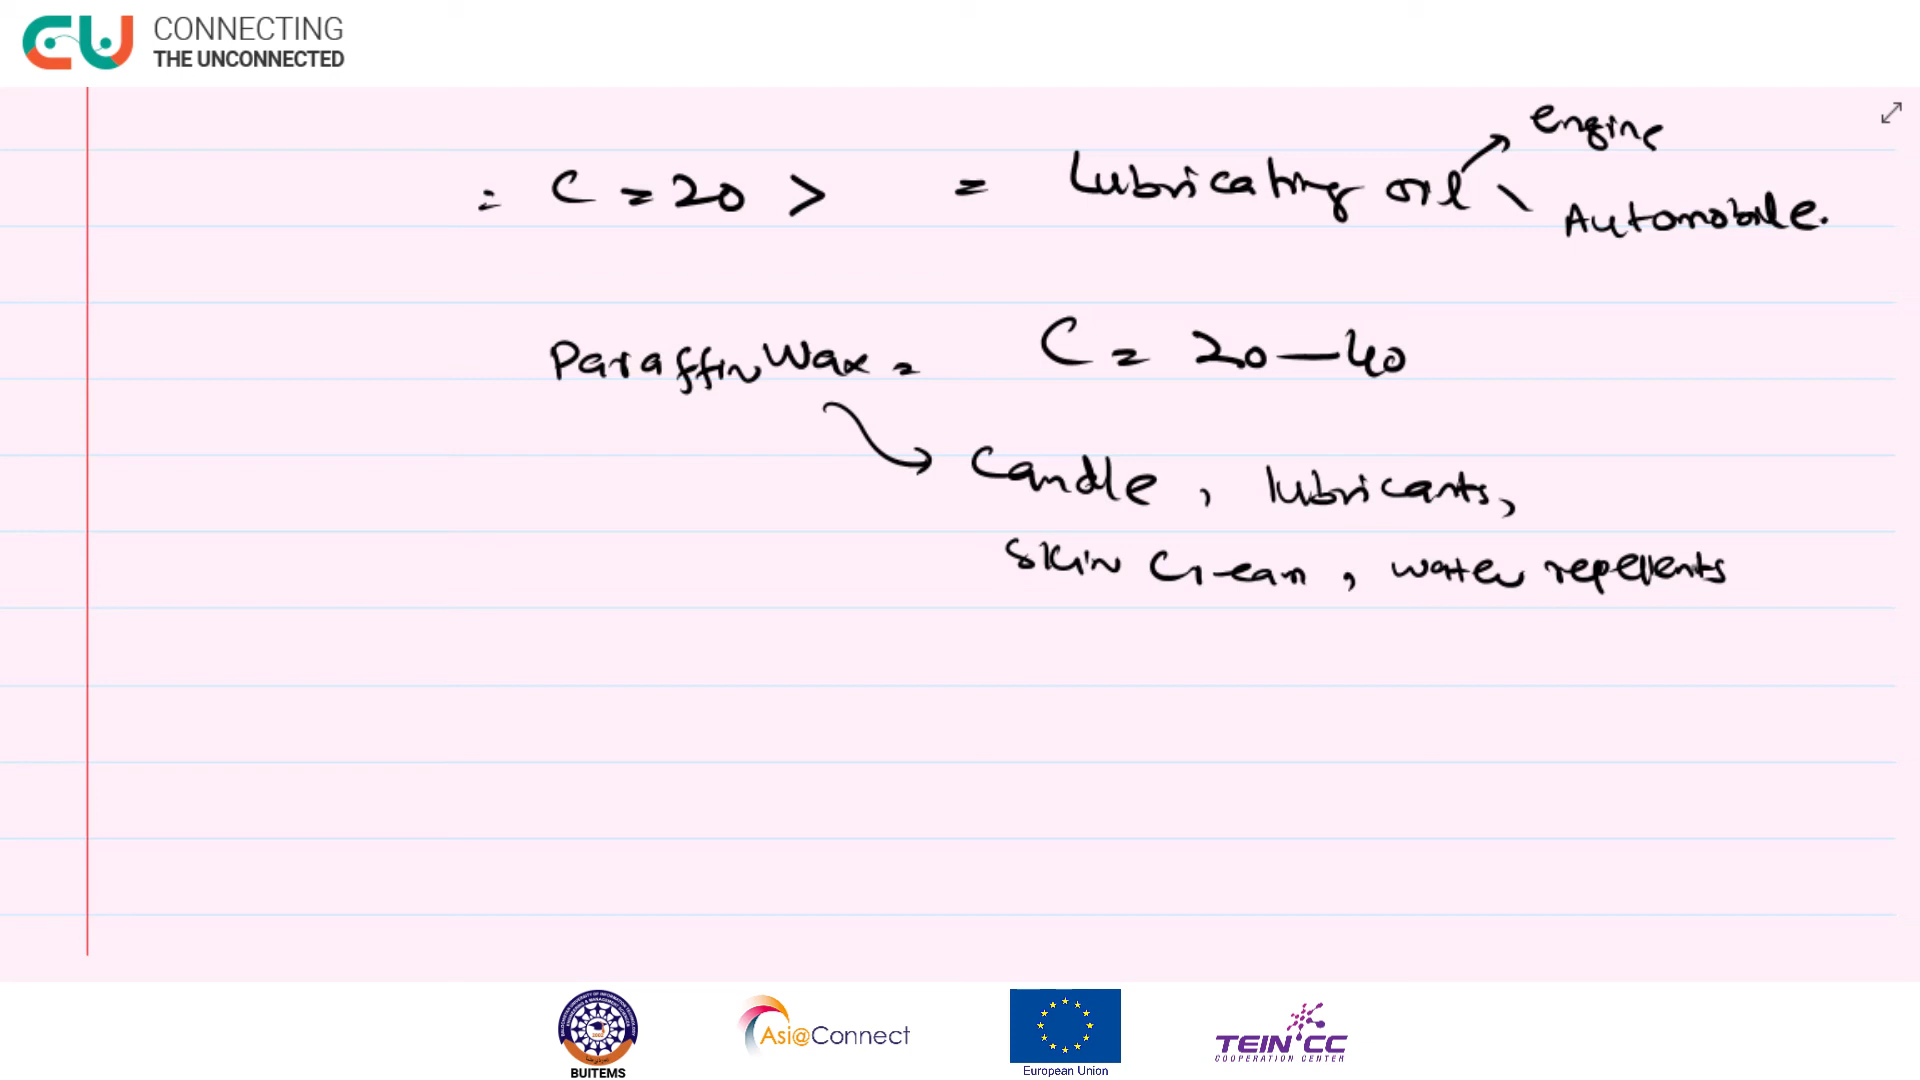 CONNECTING
THE UNCONNECTED
engine
= C = 20 > = Lubricating oil
Automobile.
Paraffin Wax = C = 20 – 40
Candle, lubricants,
Skin Cream, water repellents
BUITEMS
Asi@Connect
European Union
TEIN*CC
COOPERATION CENTER